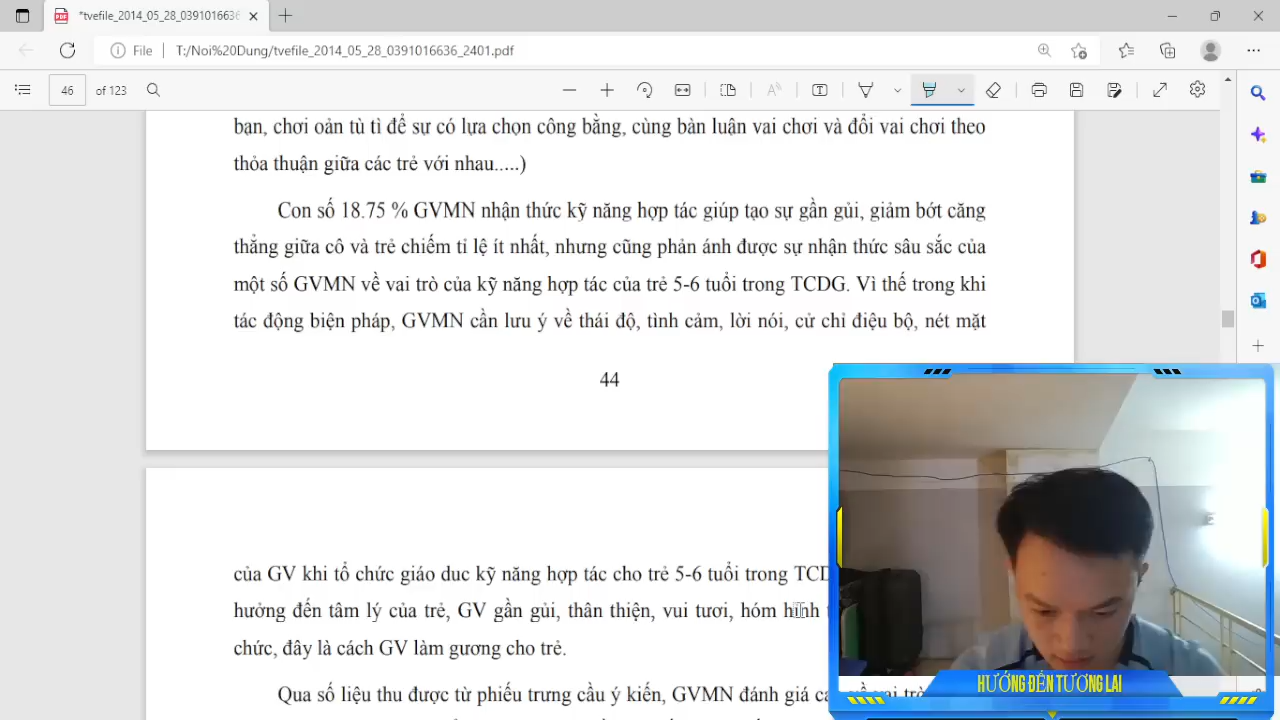 *tvefile_2014_05_28_0391016636
File
T:/Noi%20Dung/tvefile_2014_05_28_0391016636_2401.pdf
46 of 123
bạn, chơi oản tù tì để sự có lựa chọn công bằng, cùng bàn luận vai chơi và đổi vai chơi theo
thỏa thuận giữa các trẻ với nhau.....)
Con số 18.75 % GVMN nhận thức kỹ năng hợp tác giúp tạo sự gần gủi, giảm bớt căng
thẳng giữa cô và trẻ chiếm tỉ lệ ít nhất, nhưng cũng phản ánh được sự nhận thức sâu sắc của
một số GVMN về vai trò của kỹ năng hợp tác của trẻ 5-6 tuổi trong TCDG. Vì thế trong khi
tác động biện pháp, GVMN cần lưu ý về thái độ, tình cảm, lời nói, cử chỉ điệu bộ, nét mặt
44
của GV khi tổ chức giáo duc kỹ năng hợp tác cho trẻ 5-6 tuổi trong
hưởng đến tâm lý của trẻ, GV gần gủi, thân thiện, vui tươi, hóm hỉnh
chức, đây là cách GV làm gương cho trẻ.
Qua số liệu thu được từ phiếu trưng cầu ý kiến, GVMN đánh giá về vai trò
HƯỚNG ĐẾN TƯƠNG LAI